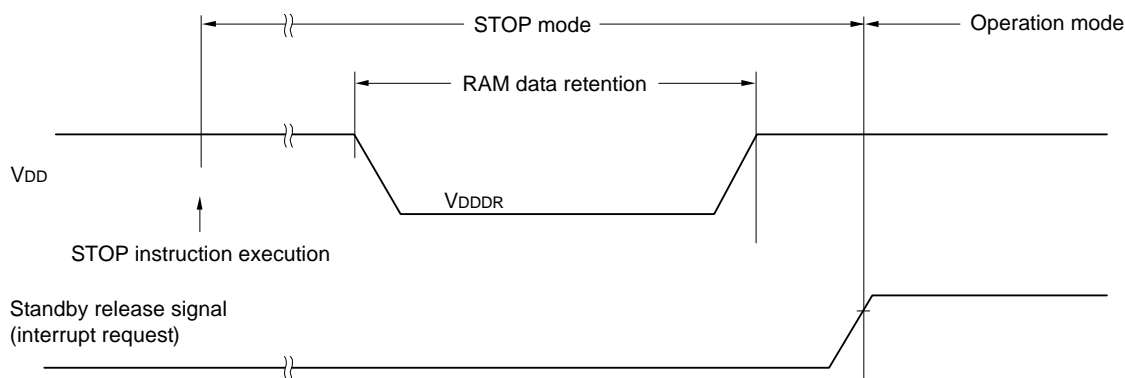 STOP mode
Operation mode
RAM data retention
VDD
VDDDR
STOP instruction execution
Standby release signal
(interrupt request)